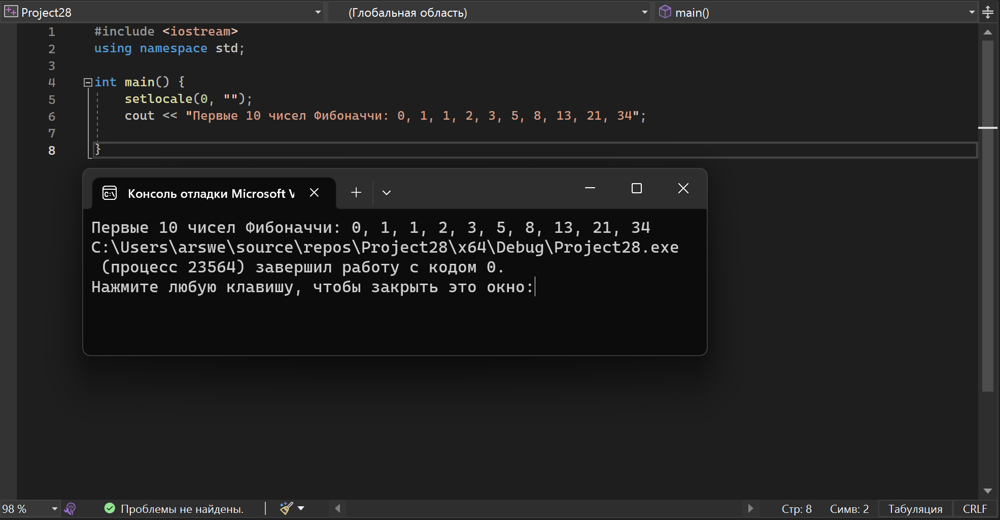 Project28
(Глобальная область)
main()
1 #include <iostream>
2 using namespace std;
3
4 int main() {
5 setlocale(0, "");
6 cout << "Первые 10 чисел Фибоначчи: 0, 1, 1, 2, 3, 5, 8, 13, 21, 34";
7
8 }
Консоль отладки Microsoft V
Первые 10 чисел Фибоначчи: 0, 1, 1, 2, 3, 5, 8, 13, 21, 34
C:\Users\arswe\source\repos\Project28\x64\Debug\Project28.exe
(процесс 23564) завершил работу с кодом 0.
Нажмите любую клавишу, чтобы закрыть это окно:
98 %
Проблемы не найдены.
Стр: 8
Симв: 2
Табуляция
CRLF